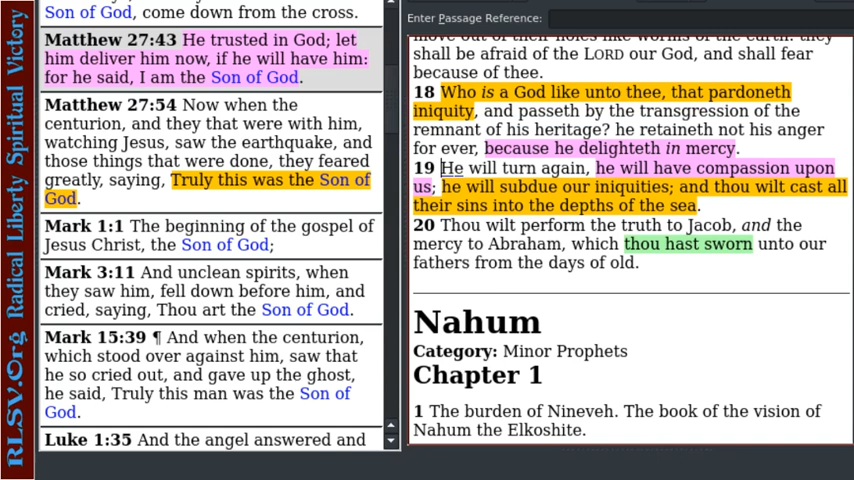 RLSV.Org Radical Liberty Spiritual Victory
Son of God, come down from the cross.
Matthew 27:43 He trusted in God; let
him deliver him now, if he will have him:
for he said, I am the Son of God.
Matthew 27:54 Now when the
centurion, and they that were with him,
watching Jesus, saw the earthquake, and
those things that were done, they feared
greatly, saying, Truly this was the Son of
God.
Mark 1:1 The beginning of the gospel of
Jesus Christ, the Son of God;
Mark 3:11 And unclean spirits, when
they saw him, fell down before him, and
cried, saying, Thou art the Son of God.
Mark 15:39 ¶ And when the centurion,
which stood over against him, saw that
he so cried out, and gave up the ghost,
he said, Truly this man was the Son of
God.
Luke 1:35 And the angel answered and
Enter Passage Reference:
move out of their holes like worms of the earth: they
shall be afraid of the LORD our God, and shall fear
because of thee.
18 Who is a God like unto thee, that pardoneth
iniquity, and passeth by the transgression of the
remnant of his heritage? he retaineth not his anger
for ever, because he delighteth in mercy.
19 He will turn again, he will have compassion upon
us; he will subdue our iniquities; and thou wilt cast all
their sins into the depths of the sea.
20 Thou wilt perform the truth to Jacob, and the
mercy to Abraham, which thou hast sworn unto our
fathers from the days of old.
Nahum
Category: Minor Prophets
Chapter 1
1 The burden of Nineveh. The book of the vision of
Nahum the Elkoshite.